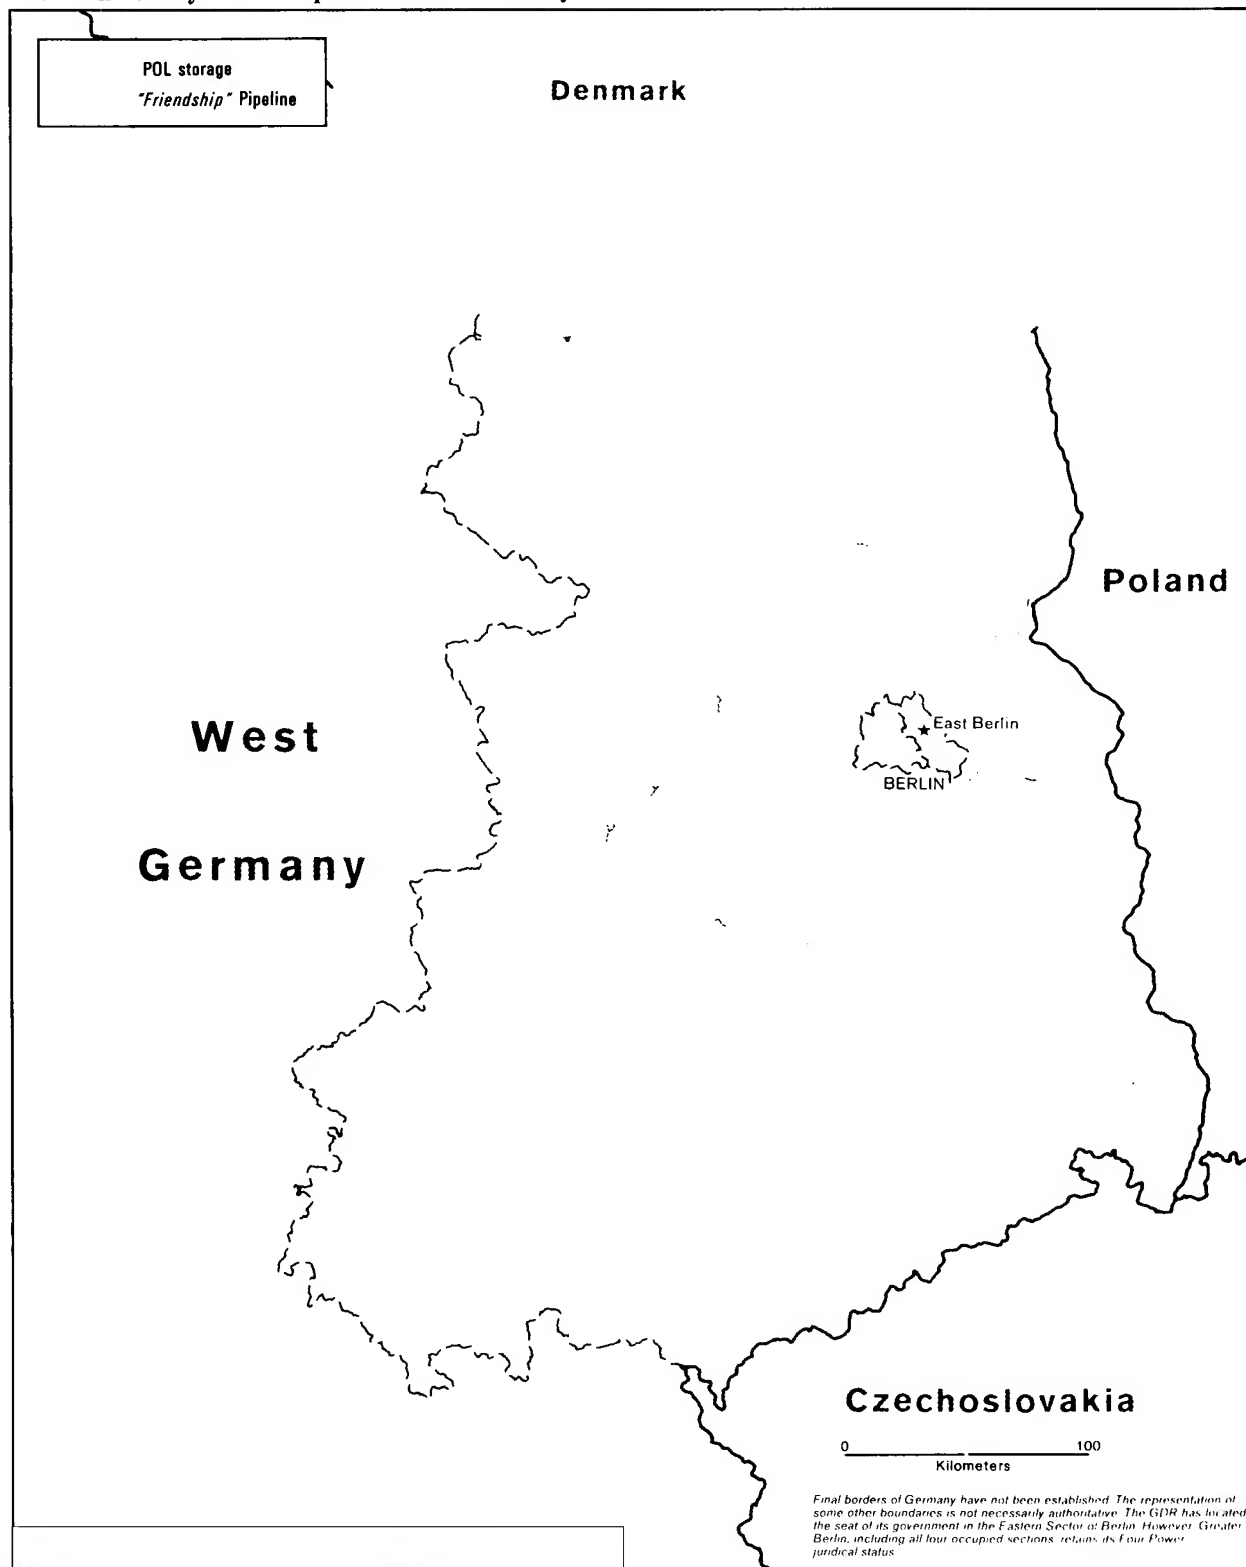 POL storage
"Friendship" Pipeline
Denmark
Poland
West
East Berlin
BERLIN
Germany
Czechoslovakia
0 100
Kilometers
Final borders of Germany have not been established. The representation of
some other boundaries is not necessarily authoritative. The GDR has located
the seat of its government in the Eastern Sector of Berlin. However, Greater
Berlin, including all four occupied sections, retains its Four Power
juridical status